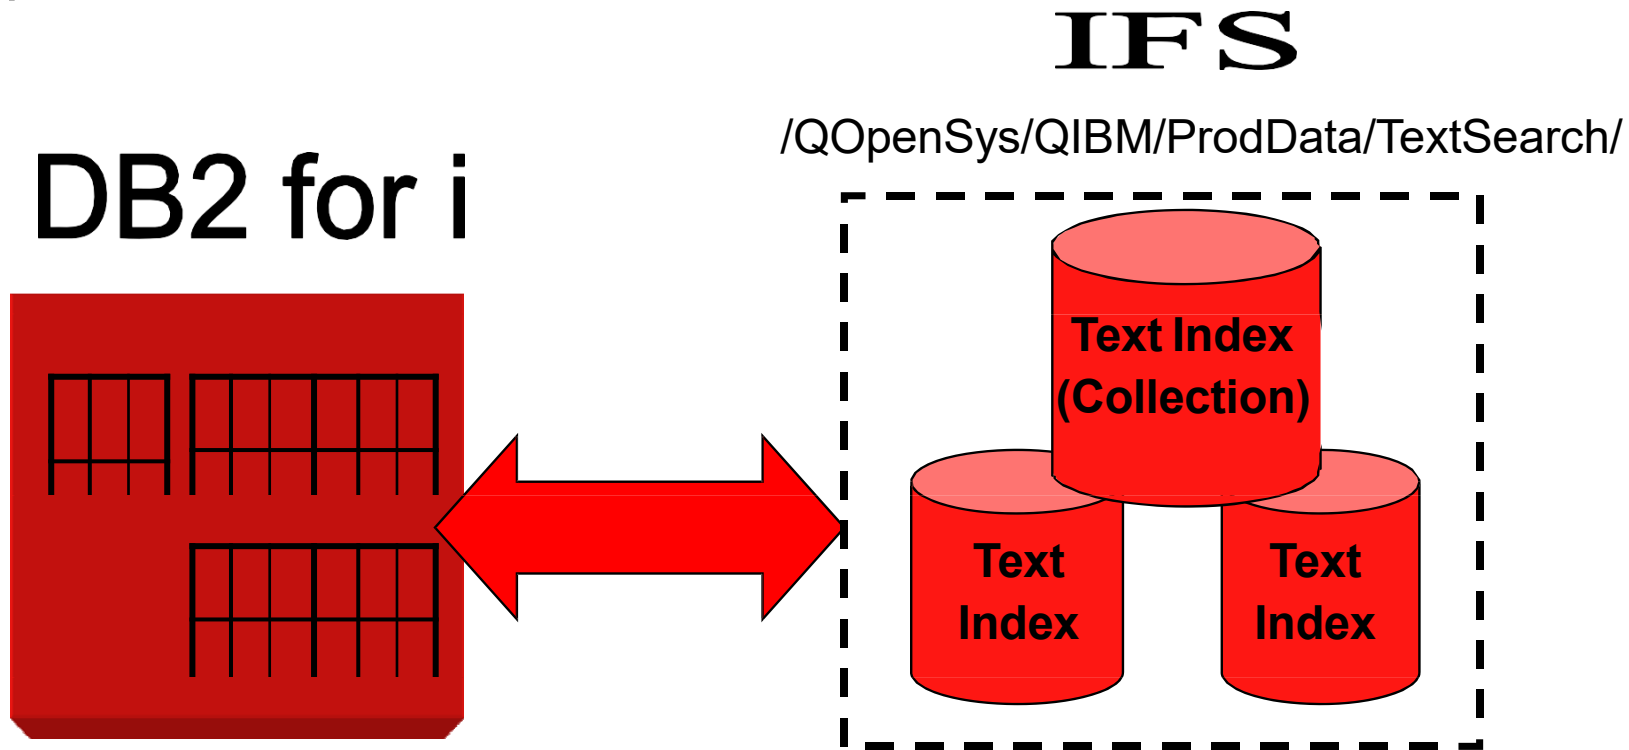 IFS
/QOpenSys/QIBM/ProdData/TextSearch/
DB2 for i
Text Index
(Collection)
Text
Index
Text
Index